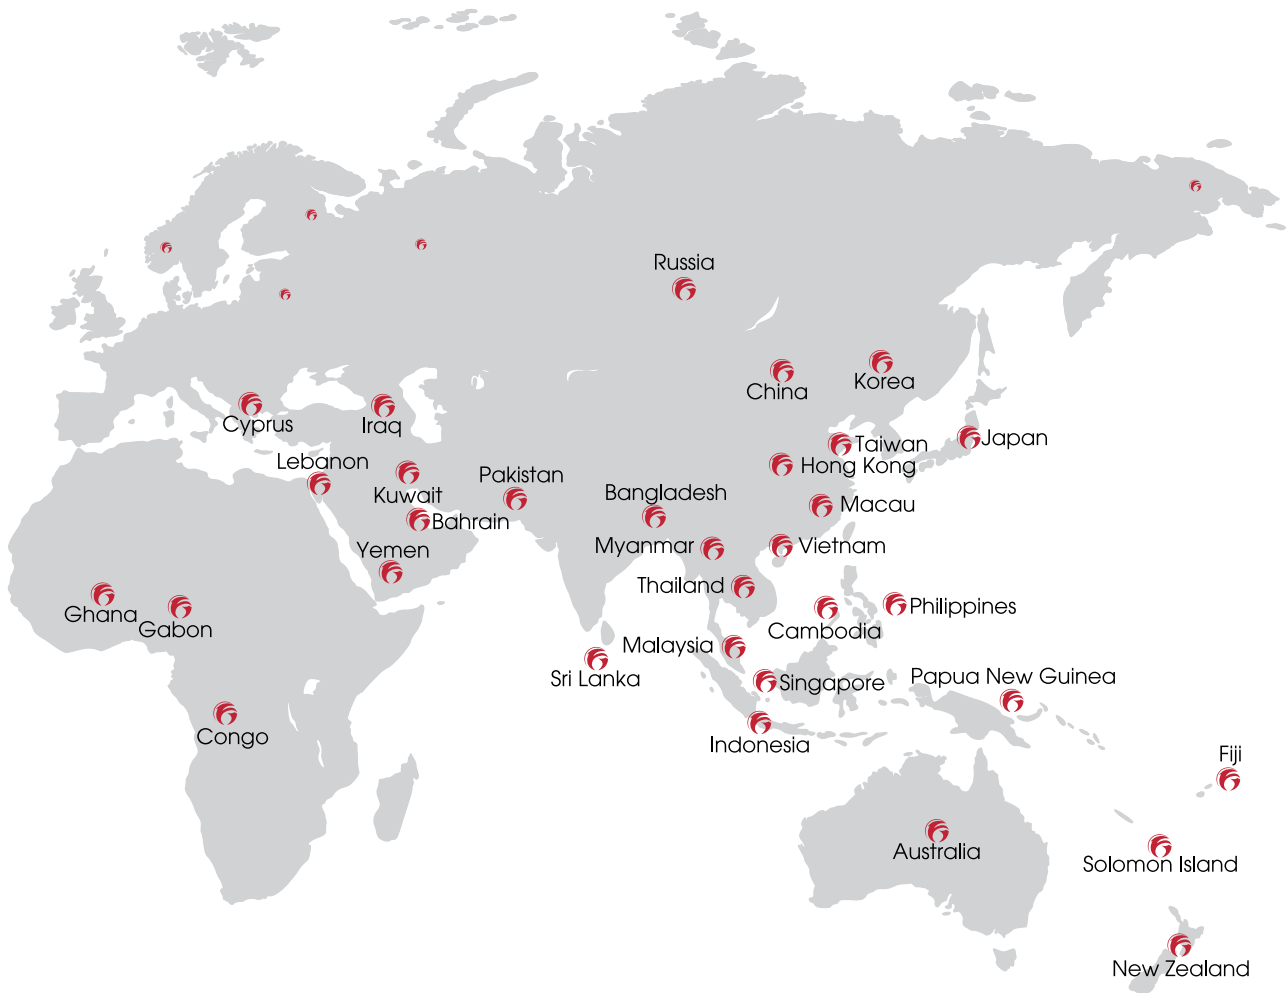 Russia
China
Korea
Cyprus
Iraq
Taiwan
Japan
Lebanon
Hong Kong
Pakistan
Kuwait
Bangladesh
Macau
Bahrain
Myanmar
Vietnam
Yemen
Thailand
Philippines
Ghana
Gabon
Cambodia
Malaysia
Sri Lanka
Singapore
Papua New Guinea
Congo
Indonesia
Fiji
Australia
Solomon Island
New Zealand